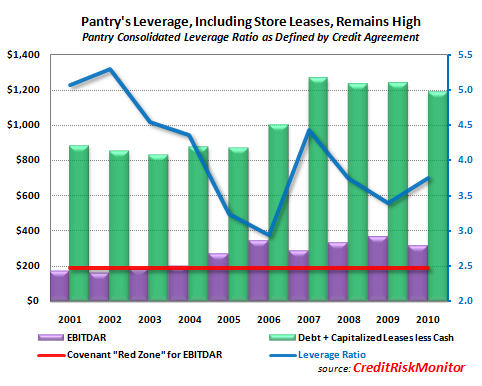 Pantry's Leverage, Including Store Leases, Remains High
Pantry Consolidated Leverage Ratio as Defined by Credit Agreement
$1,400
$1,200
$1,000
$800
$600
$400
$200
$0
5.5
5.0
4.5
4.0
3.5
3.0
2.5
2.0
2001 2002 2003 2004 2005 2006 2007 2008 2009 2010
EBITDAR Debt + Capitalized Leases less Cash
Covenant "Red Zone" for EBITDAR Leverage Ratio
source: CreditRiskMonitor